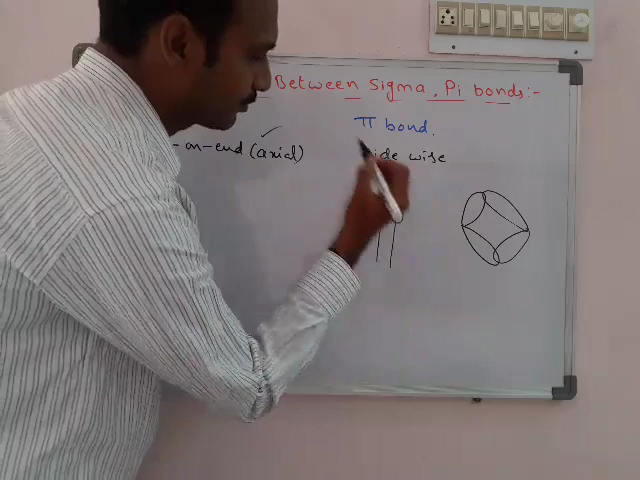 Between Sigma, Pi bonds:-
π bond.
-on-end (axial)
side wise